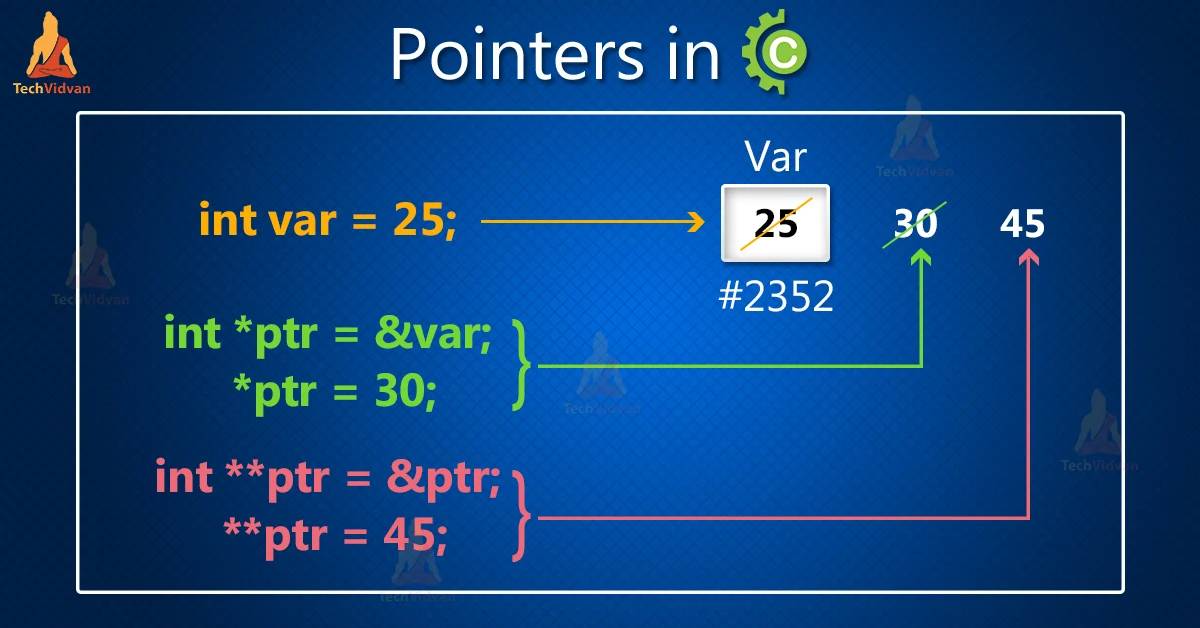 TechVidvan
Pointers in C
Var
int var = 25;
25
30
45
#2352
TechVidvan
TechVidvan
int *ptr = &var;
*ptr = 30;
TechVidvan
int **ptr = &ptr;
**ptr = 45;
TechVidvan
TechVidvan